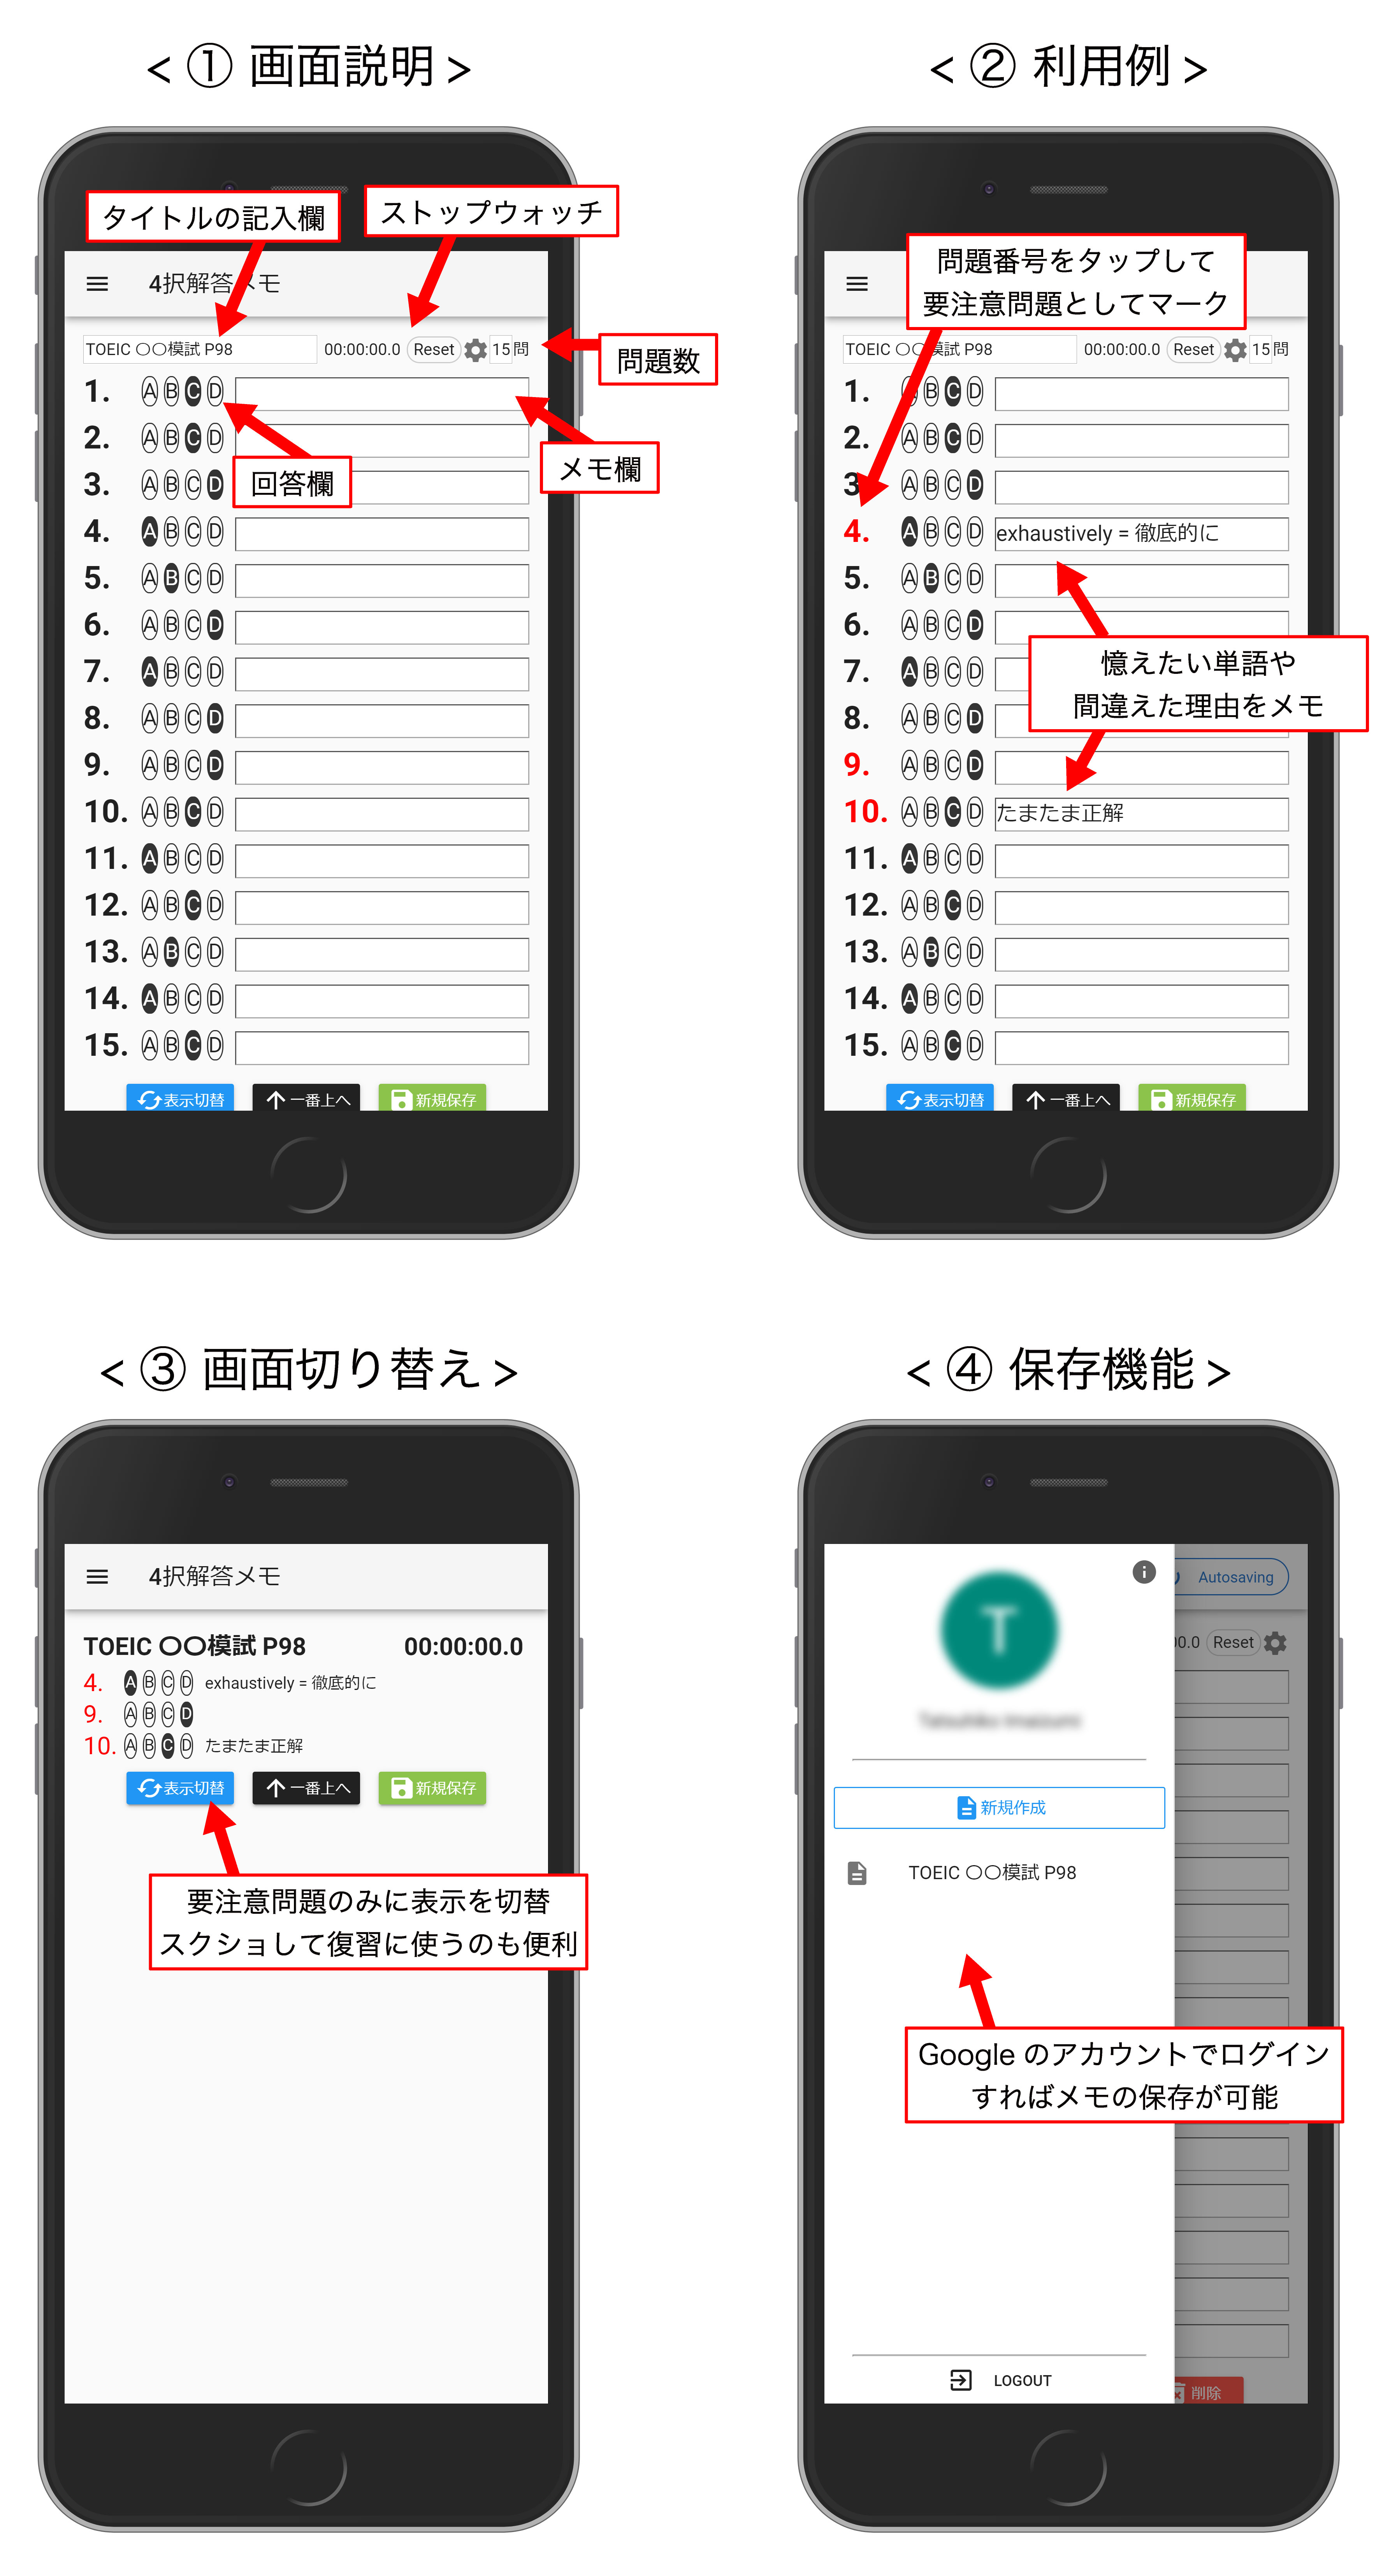 < ① 画面説明 >
タイトルの記入欄
ストップウォッチ
4択解答メモ
TOEIC 〇〇模試 P98 00:00:00.0 Reset 15 問
問題数
1. A B C D
2. A B C D
メモ欄
3. A B C D
回答欄
4. A B C D
5. A B C D
6. A B C D
7. A B C D
8. A B C D
9. A B C D
10. A B C D
11. A B C D
12. A B C D
13. A B C D
14. A B C D
15. A B C D
表示切替 一番上へ 新規保存
< ② 利用例 >
問題番号をタップして
要注意問題としてマーク
TOEIC 〇〇模試 P98 00:00:00.0 Reset 15 問
1. A B C D
2. A B C D
3. A B C D
4. A B C D exhaustively = 徹底的に
5. A B C D
6. A B C D
憶えたい単語や
間違えた理由をメモ
7. A B C D
8. A B C D
9. A B C D
10. A B C D たまたま正解
11. A B C D
12. A B C D
13. A B C D
14. A B C D
15. A B C D
表示切替 一番上へ 新規保存
< ③ 画面切り替え >
4択解答メモ
TOEIC 〇〇模試 P98 00:00:00.0
4. A B C D exhaustively = 徹底的に
9. A B C D
10. A B C D たまたま正解
表示切替 一番上へ 新規保存
要注意問題のみに表示を切替
スクショして復習に使うのも便利
< ④ 保存機能 >
Autosaving
T
00.0 Reset
新規作成
TOEIC 〇〇模試 P98
Google のアカウントでログイン
すればメモの保存が可能
LOGOUT
削除